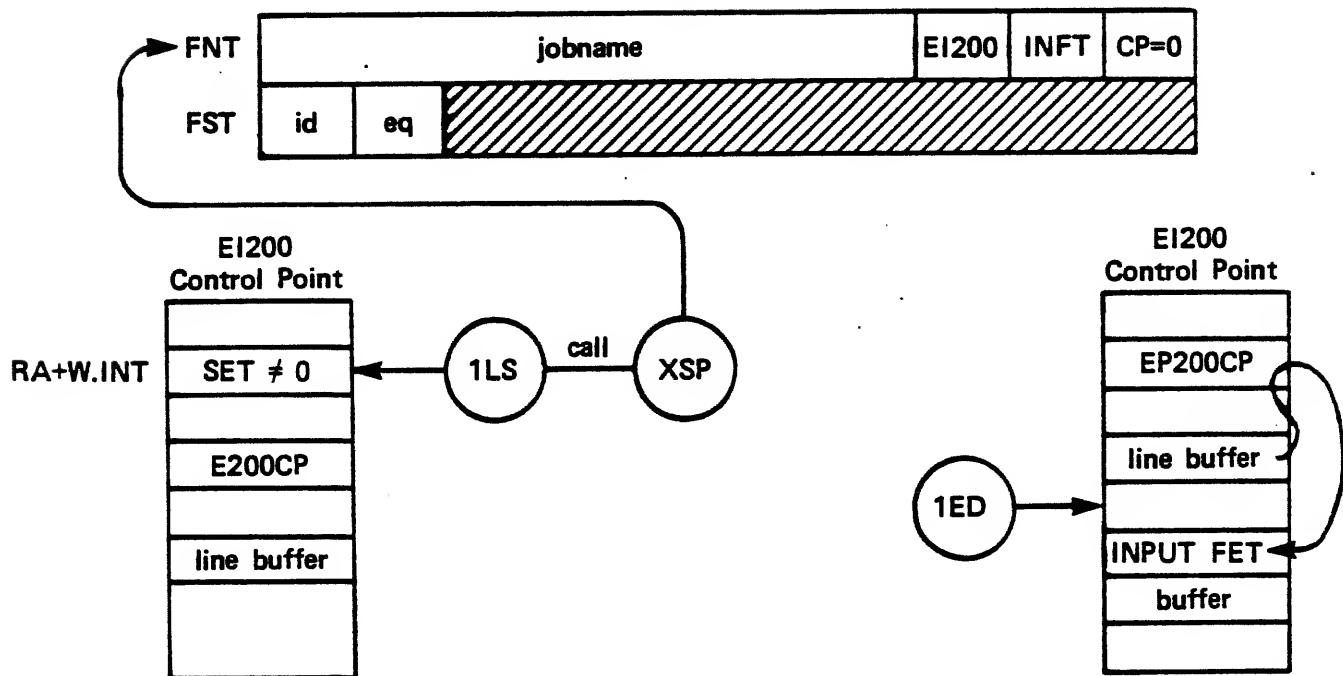 FNT jobname EI200 INFT CP=0
FST id eq
EI200
Control Point
RA+W.INT SET ≠ 0
1LS call XSP
E200CP
line buffer
EI200
Control Point
EP200CP
line buffer
1ED
INPUT FET
buffer